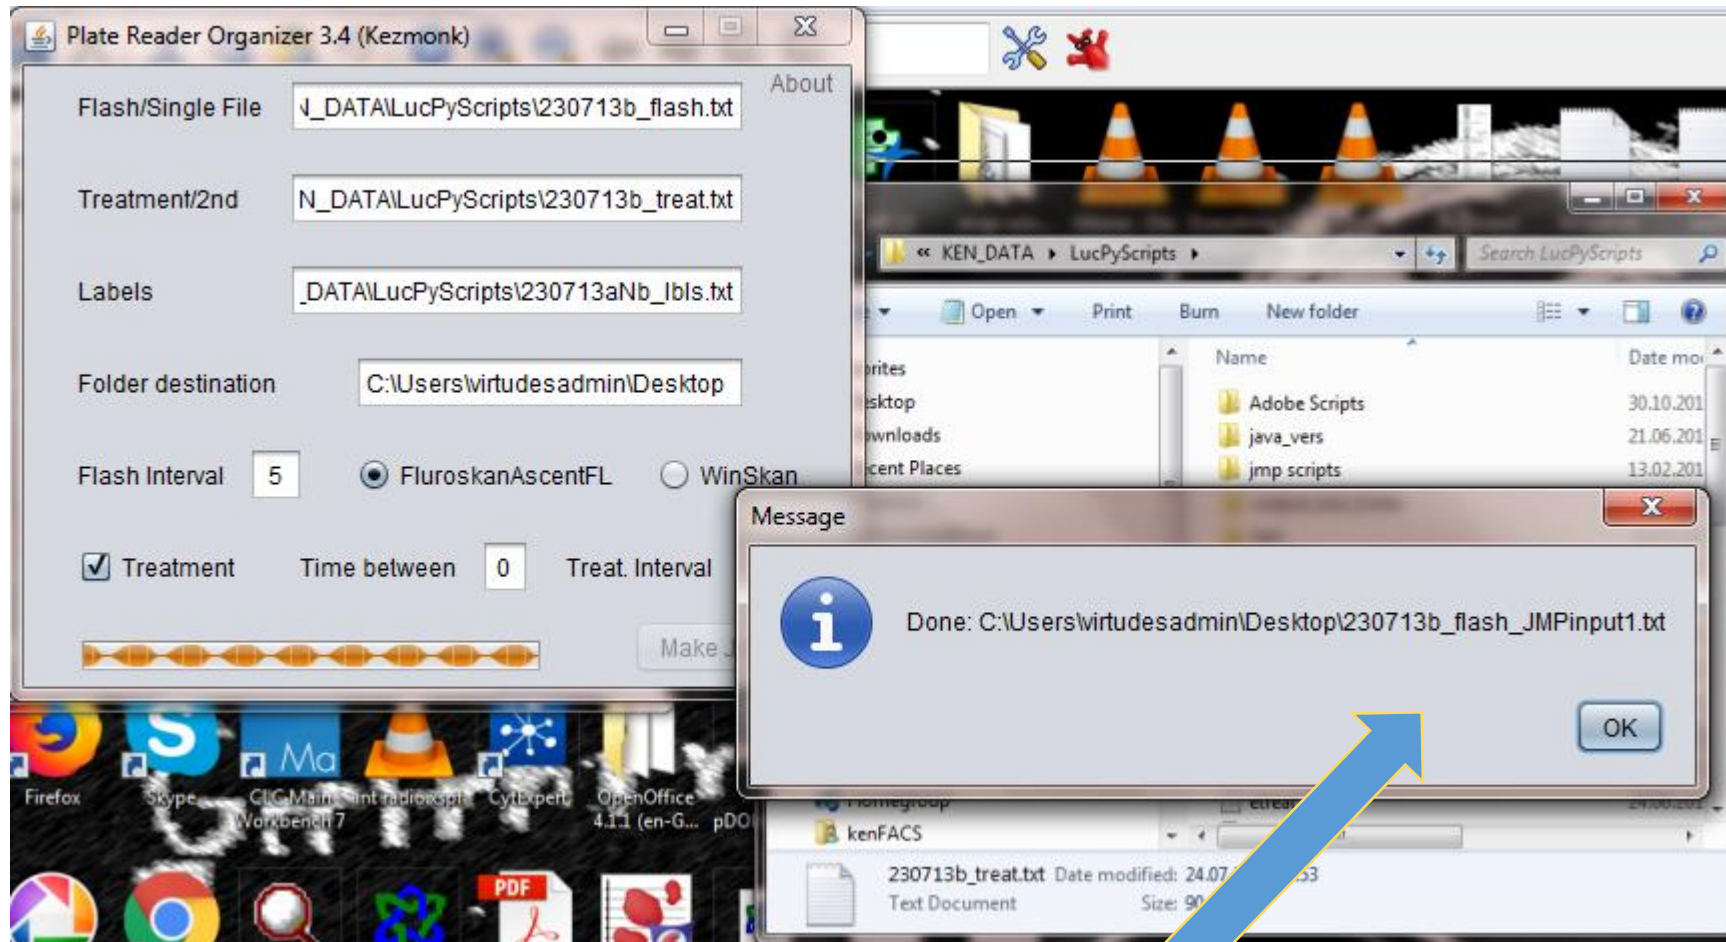 Plate Reader Organizer 3.4 (Kezmonk)
About
Flash/Single File
_DATA\LucPyScripts\230713b_flash.txt
Treatment/2nd
N_DATA\LucPyScripts\230713b_treat.txt
Labels
_DATA\LucPyScripts\230713aNb_lbls.txt
Folder destination
C:\Users\virtudesadmin\Desktop
Flash Interval
5
FluroskanAscentFL
WinSkan
Treatment
Time between
0
Treat. Interval
Make
« KEN_DATA
LucPyScripts
Search LucPyScripts
Open
Print
Burn
New folder
Name
Date mo
Adobe Scripts
30.10.201
java_vers
21.06.201
jmp scripts
13.02.201
Message
Done: C:\Users\virtudesadmin\Desktop\230713b_flash_JMPinput1.txt
OK
Homegroup
kenFACS
230713b_treat.txt Date modified: 24.07
Text Document
Size: 90
Firefox
Skype
Ma
CLC Main
Workbench 7
CytExpert
OpenOffice
4.1.1 (en-G...
PDF